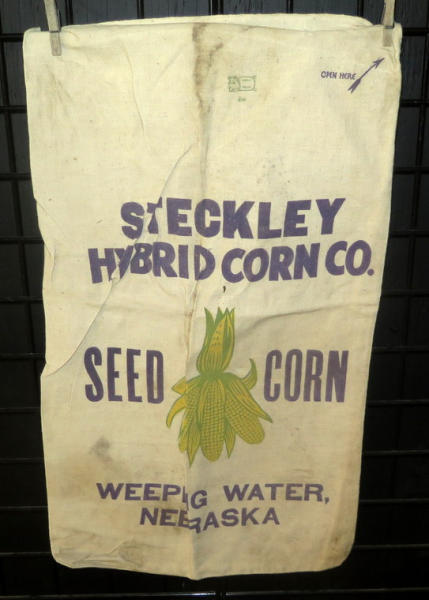 OPEN HERE
STECKLEY
HYBRID CORN CO.
SEED CORN
WEEPING WATER,
NEBRASKA